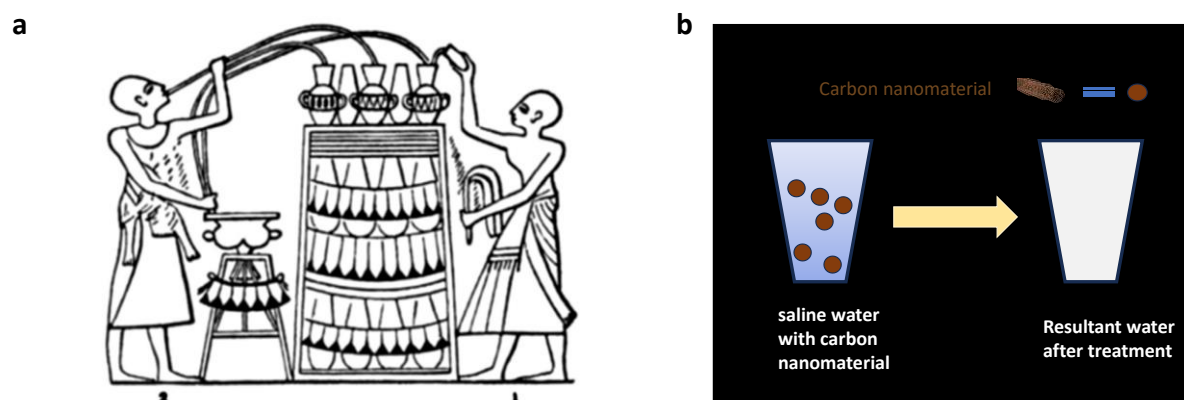 a
b
Carbon nanomaterial
saline water
with carbon
nanomaterial
Resultant water
after treatment